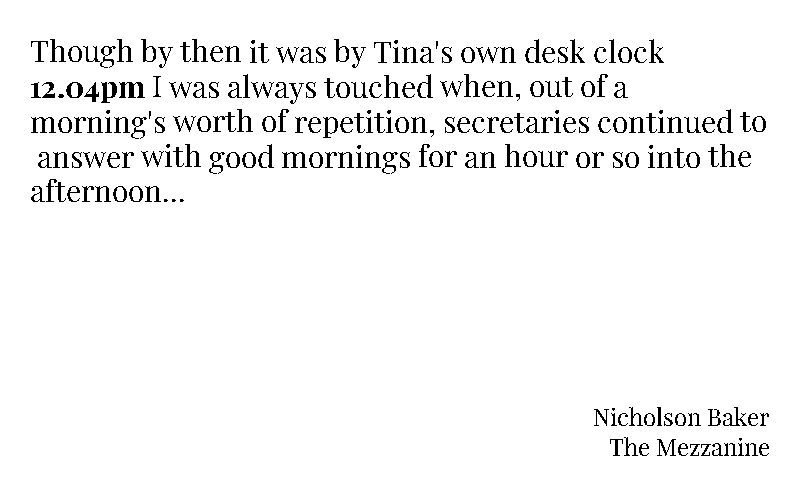 Though by then it was by Tina's own desk clock
12.04pm I was always touched when, out of a
morning's worth of repetition, secretaries continued to
answer with good mornings for an hour or so into the
afternoon...
Nicholson Baker
The Mezzanine